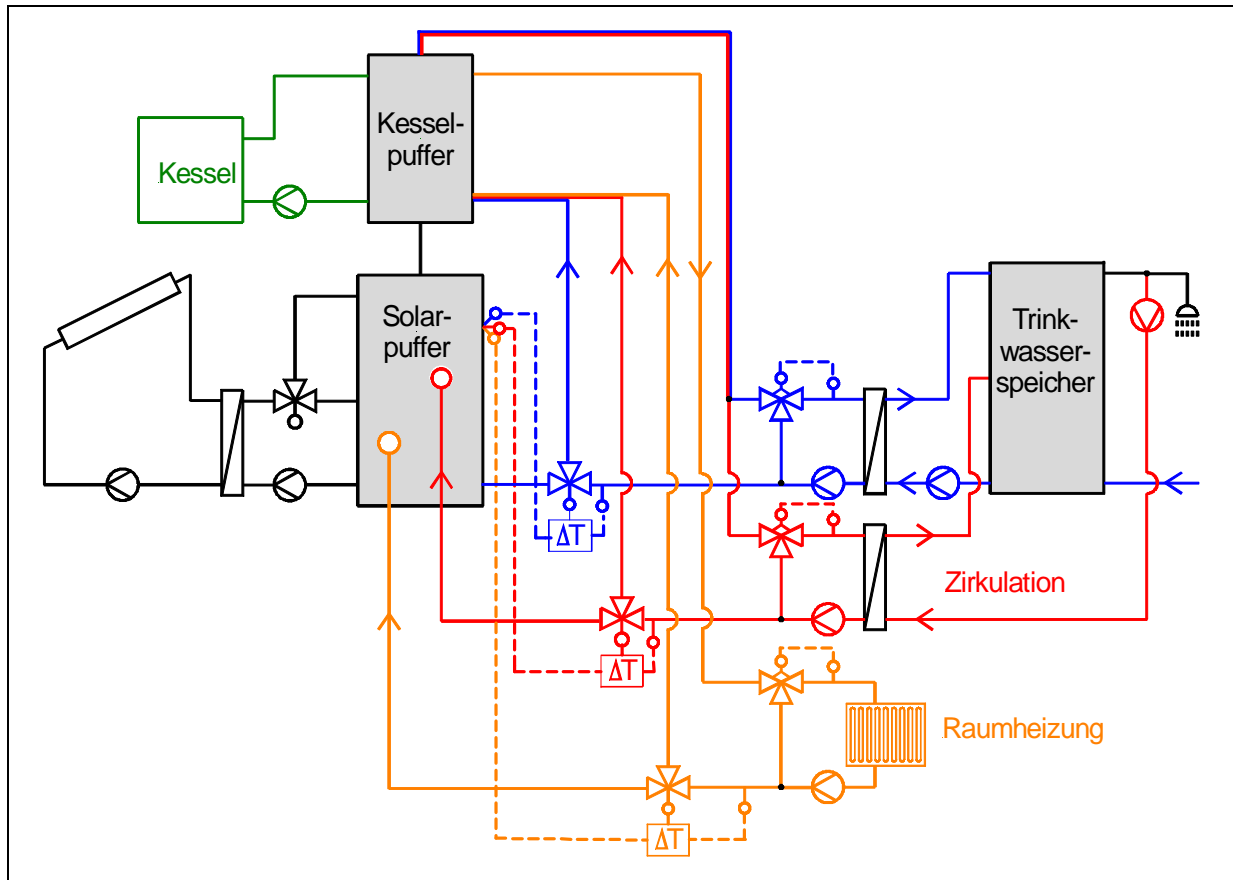 Kessel-
puffer
Kessel
Solar-
puffer
Trink-
wasser-
speicher
ΔT
Zirkulation
ΔT
Raumheizung
ΔT